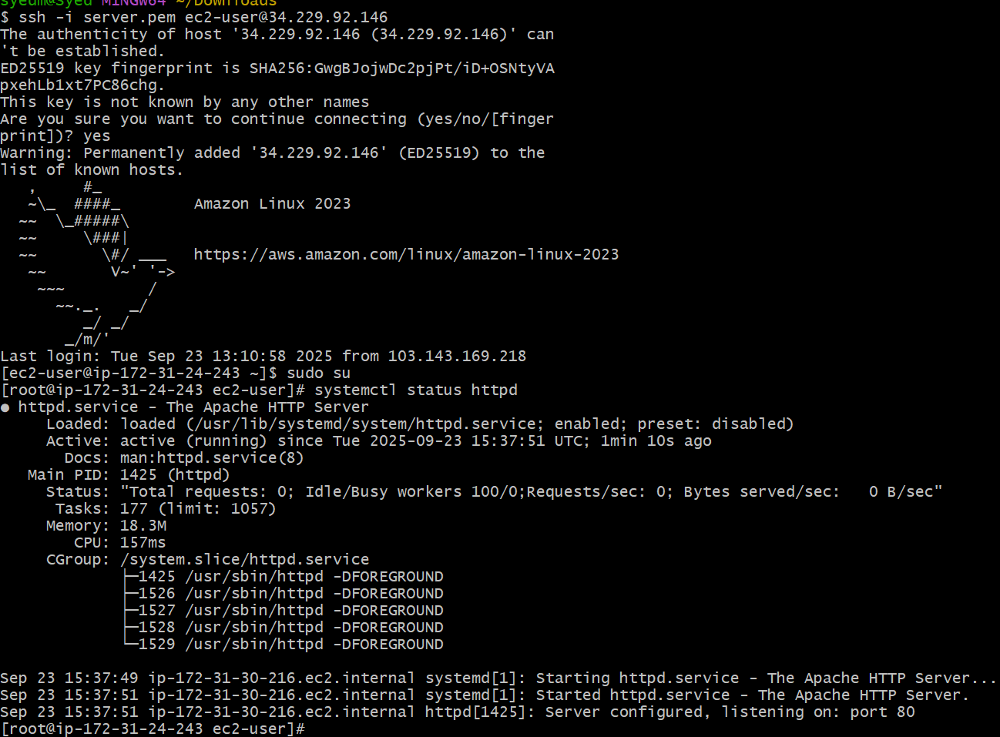 syedm@Syed MINGW64 ~/Downloads
$ ssh -i server.pem ec2-user@34.229.92.146
The authenticity of host '34.229.92.146 (34.229.92.146)' can
't be established.
ED25519 key fingerprint is SHA256:GwgBJojwDc2pjPt/iD+OSNtyVA
pxehLb1xt7PC86chg.
This key is not known by any other names
Are you sure you want to continue connecting (yes/no/[finger
print])? yes
Warning: Permanently added '34.229.92.146' (ED25519) to the
list of known hosts.
   ,     #_
   ~\_  ####_        Amazon Linux 2023
  ~~  \_#####\
  ~~     \###|
  ~~       \#/ ___   https://aws.amazon.com/linux/amazon-linux-2023
   ~~       V~' '->
    ~~~         /
      ~~._.   _/
         _/ _/
       _/m/'
Last login: Tue Sep 23 13:10:58 2025 from 103.143.169.218
[ec2-user@ip-172-31-24-243 ~]$ sudo su
[root@ip-172-31-24-243 ec2-user]# systemctl status httpd
● httpd.service - The Apache HTTP Server
     Loaded: loaded (/usr/lib/systemd/system/httpd.service; enabled; preset: disabled)
     Active: active (running) since Tue 2025-09-23 15:37:51 UTC; 1min 10s ago
       Docs: man:httpd.service(8)
   Main PID: 1425 (httpd)
     Status: "Total requests: 0; Idle/Busy workers 100/0;Requests/sec: 0; Bytes served/sec:   0 B/sec"
      Tasks: 177 (limit: 1057)
     Memory: 18.3M
        CPU: 157ms
     CGroup: /system.slice/httpd.service
             ├─1425 /usr/sbin/httpd -DFOREGROUND
             ├─1526 /usr/sbin/httpd -DFOREGROUND
             ├─1527 /usr/sbin/httpd -DFOREGROUND
             ├─1528 /usr/sbin/httpd -DFOREGROUND
             └─1529 /usr/sbin/httpd -DFOREGROUND

Sep 23 15:37:49 ip-172-31-30-216.ec2.internal systemd[1]: Starting httpd.service - The Apache HTTP Server...
Sep 23 15:37:51 ip-172-31-30-216.ec2.internal systemd[1]: Started httpd.service - The Apache HTTP Server.
Sep 23 15:37:51 ip-172-31-30-216.ec2.internal httpd[1425]: Server configured, listening on: port 80
[root@ip-172-31-24-243 ec2-user]#